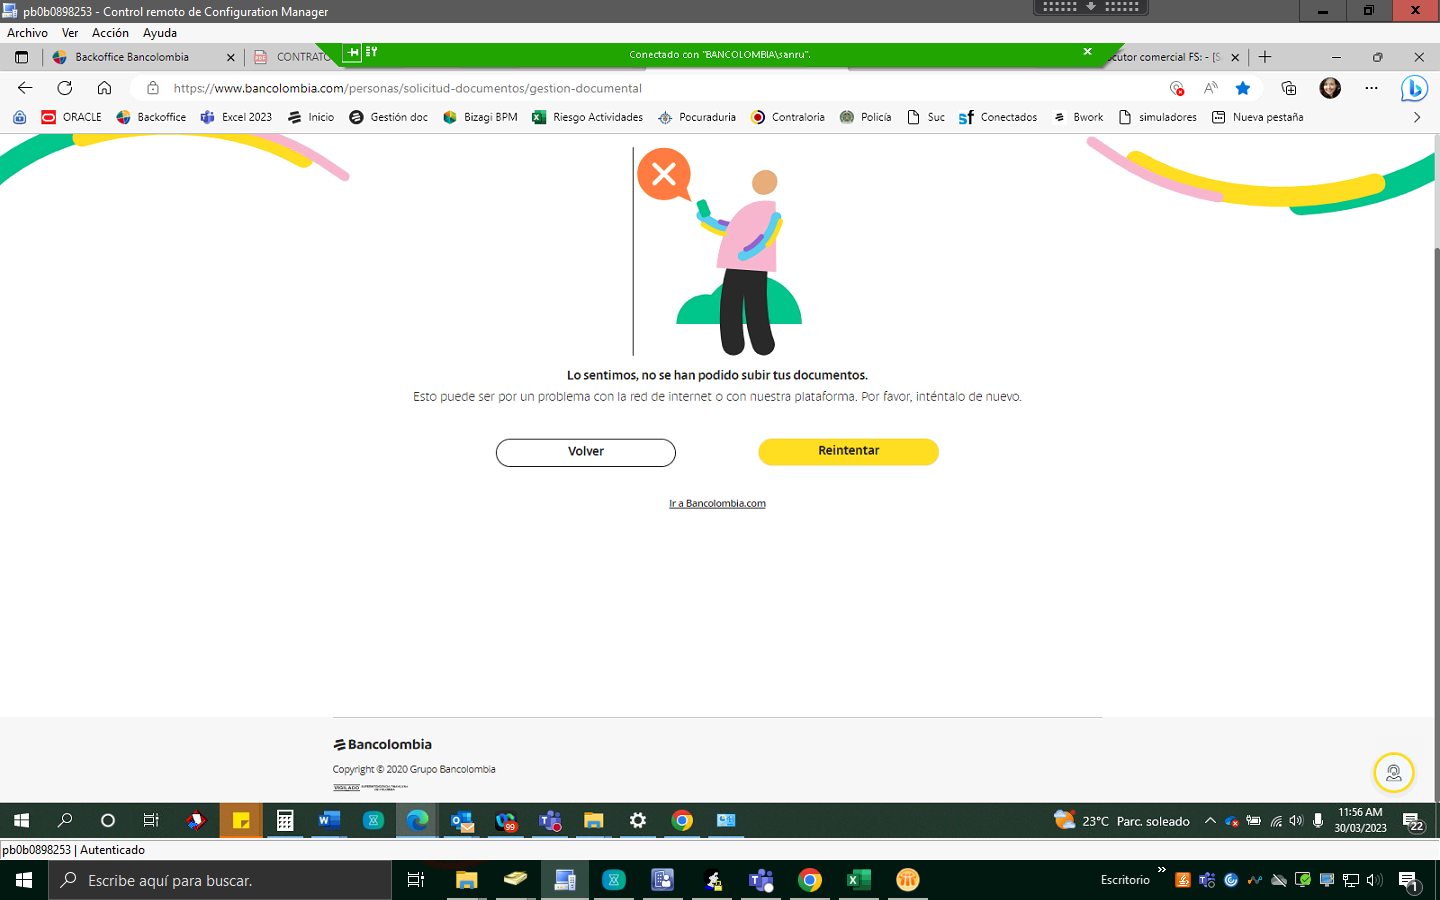 pb0b0898253 - Control remoto de Configuration Manager
Archivo Ver Acción Ayuda
Backoffice Bancolombia
CONTRATO
Conectado con "BANCOLOMBIA\sanru".
cutor comercial FS: - [S
https://www.bancolombia.com/personas/solicitud-documentos/gestion-documental
ORACLE Backoffice Excel 2023 Inicio Gestión doc Bizagi BPM Riesgo Actividades Pocuraduria Contraloria Policía Suc Conectados Bwork simuladores Nueva pestaña
Lo sentimos, no se han podido subir tus documentos.
Esto puede ser por un problema con la red de internet o con nuestra plataforma. Por favor, inténtalo de nuevo.
Volver Reintentar
Ir a Bancolombia.com
Bancolombia
Copyright © 2020 Grupo Bancolombia
VIGILADO
99
23°C Parc. soleado
11:56 AM
30/03/2023
22
pb0b0898253 | Autenticado
Escribe aquí para buscar.
Escritorio
1